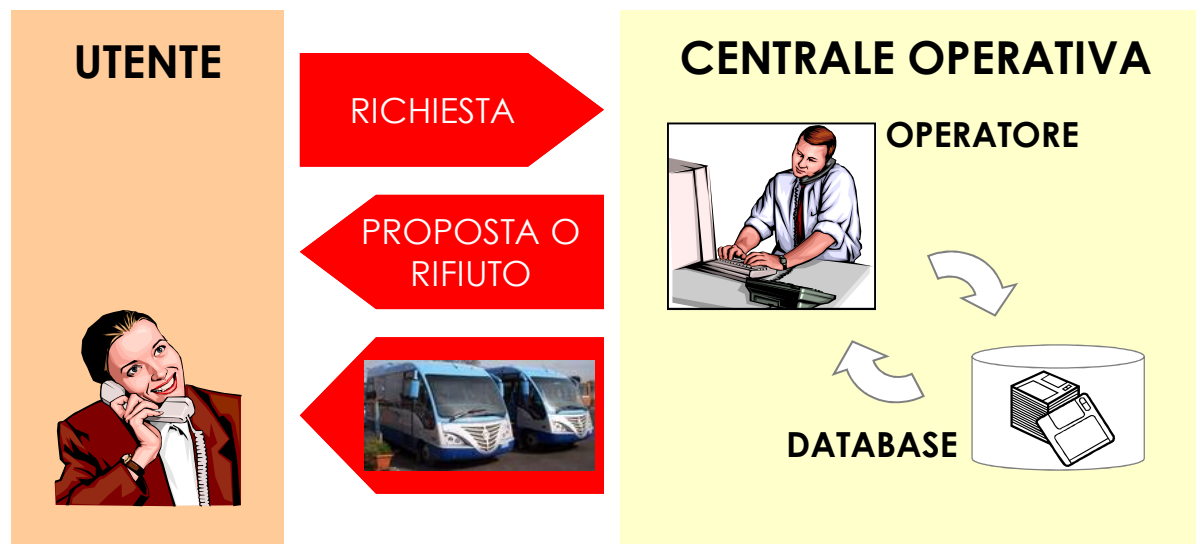 UTENTE
RICHIESTA
PROPOSTA O
RIFIUTO
CENTRALE OPERATIVA
OPERATORE
DATABASE